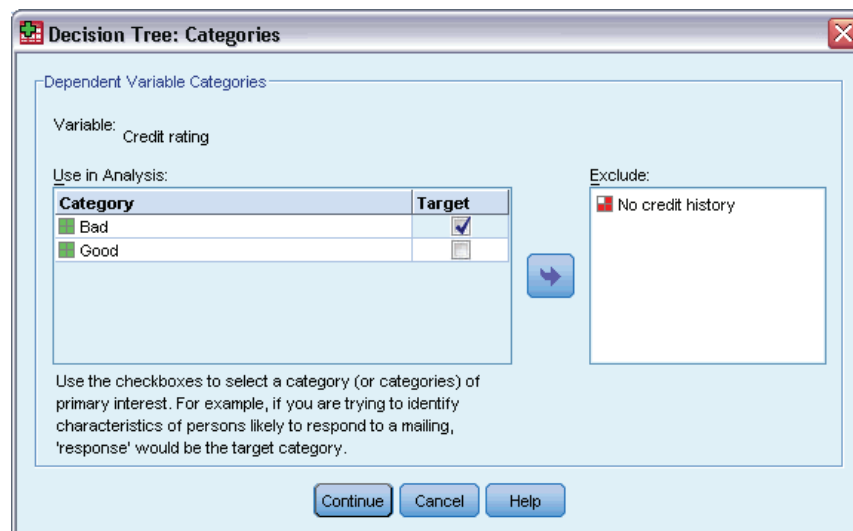 Decision Tree: Categories
Dependent Variable Categories
Variable: Credit rating
Use in Analysis:
Category Target
Bad
Good
Exclude:
No credit history
Use the checkboxes to select a category (or categories) of
primary interest. For example, if you are trying to identify
characteristics of persons likely to respond to a mailing,
'response' would be the target category.
Continue Cancel Help